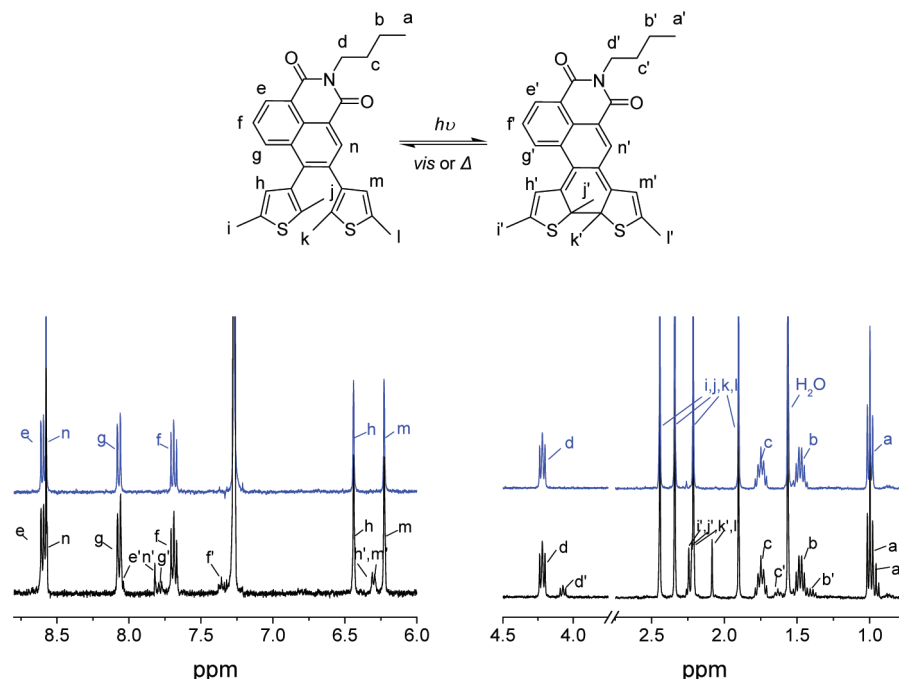 b
a
d
c
O
N
O
e
f
g
n
h
j
m
i
S
k
S
l
hυ
vis or Δ
b'
a'
d'
c'
O
N
O
e'
f'
g'
n'
h'
j'
m'
i'
S
k'
S
l'
e
n
g
f
h
m
i,j,k,l
H2O
d
c
b
a
e
n
g
e'
n'
g'
f
f'
h
h',m'
m
d
d'
i',j',k',l'
c
c'
b
b'
a
a
8.5 8.0 7.5 7.0 6.5 6.0
ppm
4.5 4.0 2.5 2.0 1.5 1.0
ppm